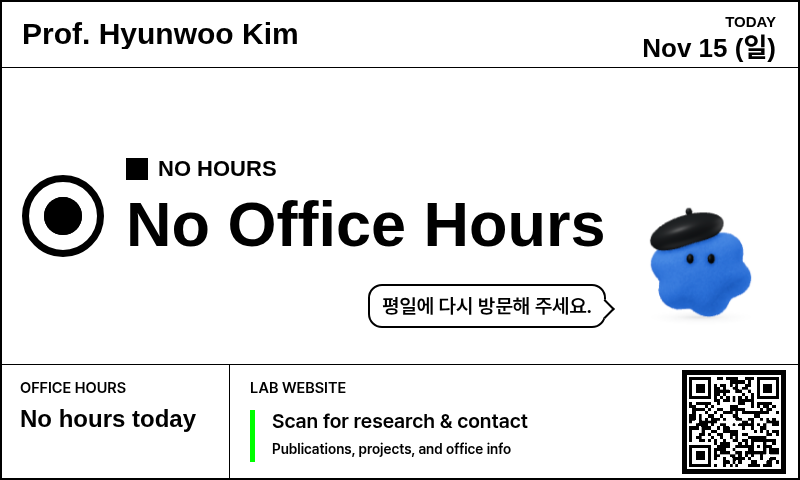 Prof. Hyunwoo Kim
TODAY
Nov 15 (일)
NO HOURS
No Office Hours
평일에 다시 방문해 주세요.
OFFICE HOURS
No hours today
LAB WEBSITE
Scan for research & contact
Publications, projects, and office info